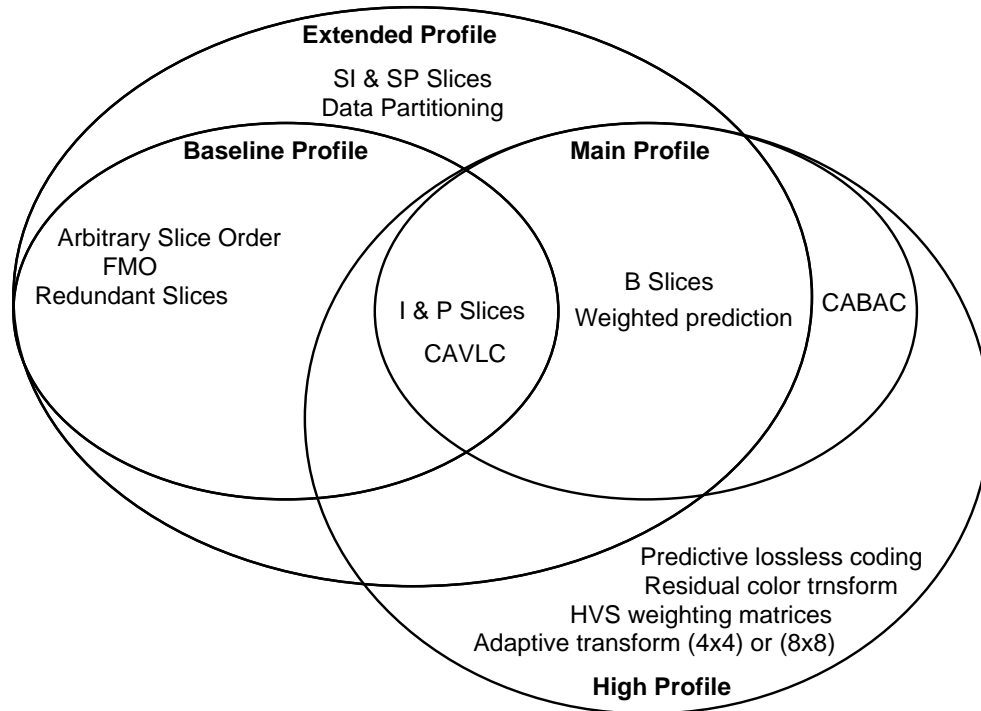 Extended Profile
SI & SP Slices
Data Partitioning
Baseline Profile
Main Profile
Arbitrary Slice Order
FMO
Redundant Slices
I & P Slices
CAVLC
B Slices
Weighted prediction
CABAC
Predictive lossless coding
Residual color trnsform
HVS weighting matrices
Adaptive transform (4x4) or (8x8)
High Profile